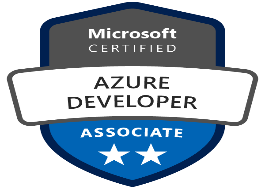 Microsoft
CERTIFIED
AZURE
DEVELOPER
ASSOCIATE